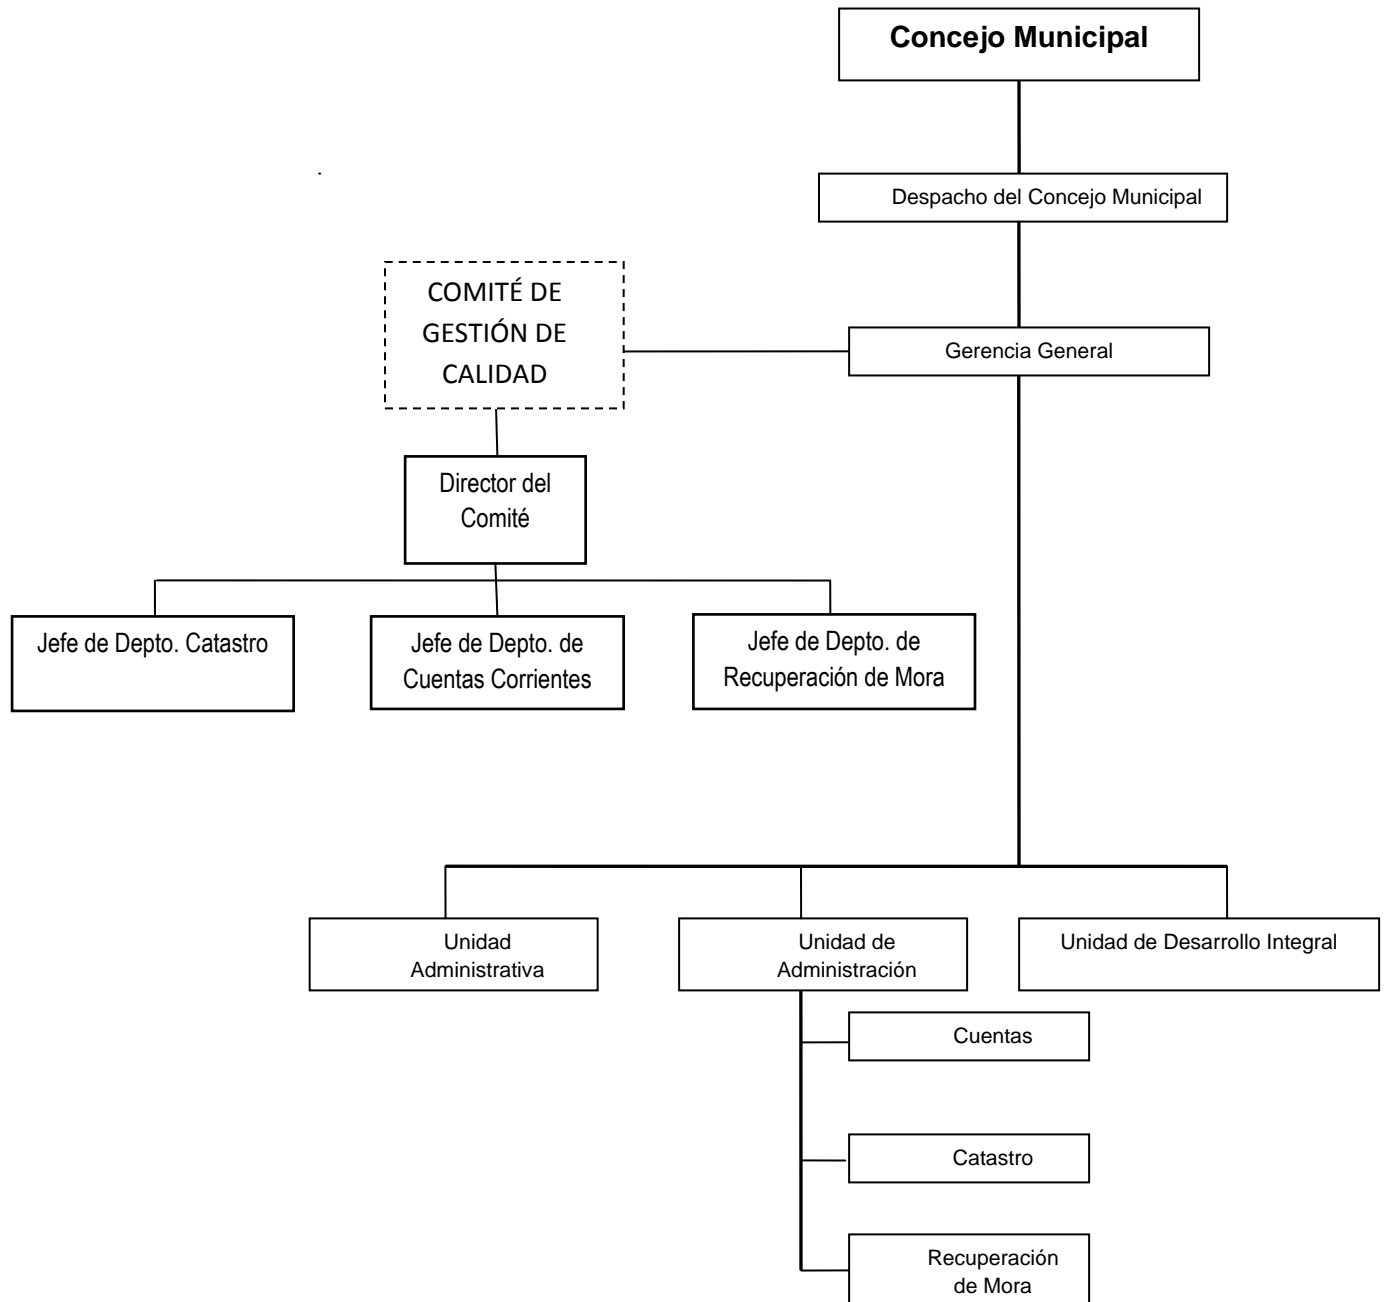 Concejo Municipal
Despacho del Concejo Municipal
COMITÉ DE
GESTIÓN DE
CALIDAD
Gerencia General
Director del
Comité
Jefe de Depto. Catastro
Jefe de Depto. de
Cuentas Corrientes
Jefe de Depto. de
Recuperación de Mora
Unidad
Administrativa
Unidad de
Administración
Unidad de Desarrollo Integral
Cuentas
Catastro
Recuperación
de Mora